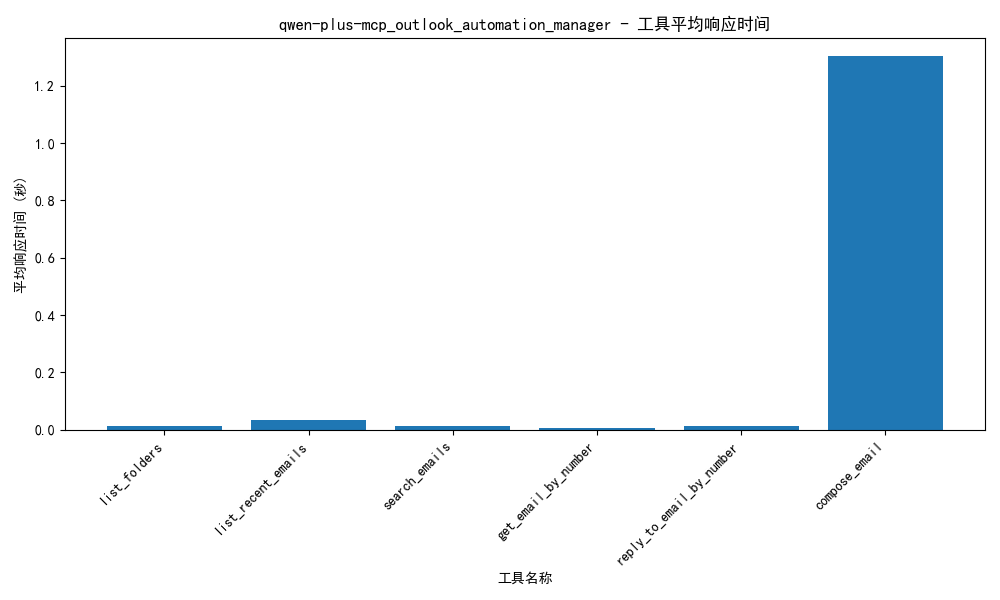 qwen-plus-mcp_outlook_automation_manager - 工具平均响应时间
平均响应时间 (秒)
1.2
1.0
0.8
0.6
0.4
0.2
0.0
list_folders
list_recent_emails
search_emails
get_email_by_number
reply_to_email_by_number
compose_email
工具名称